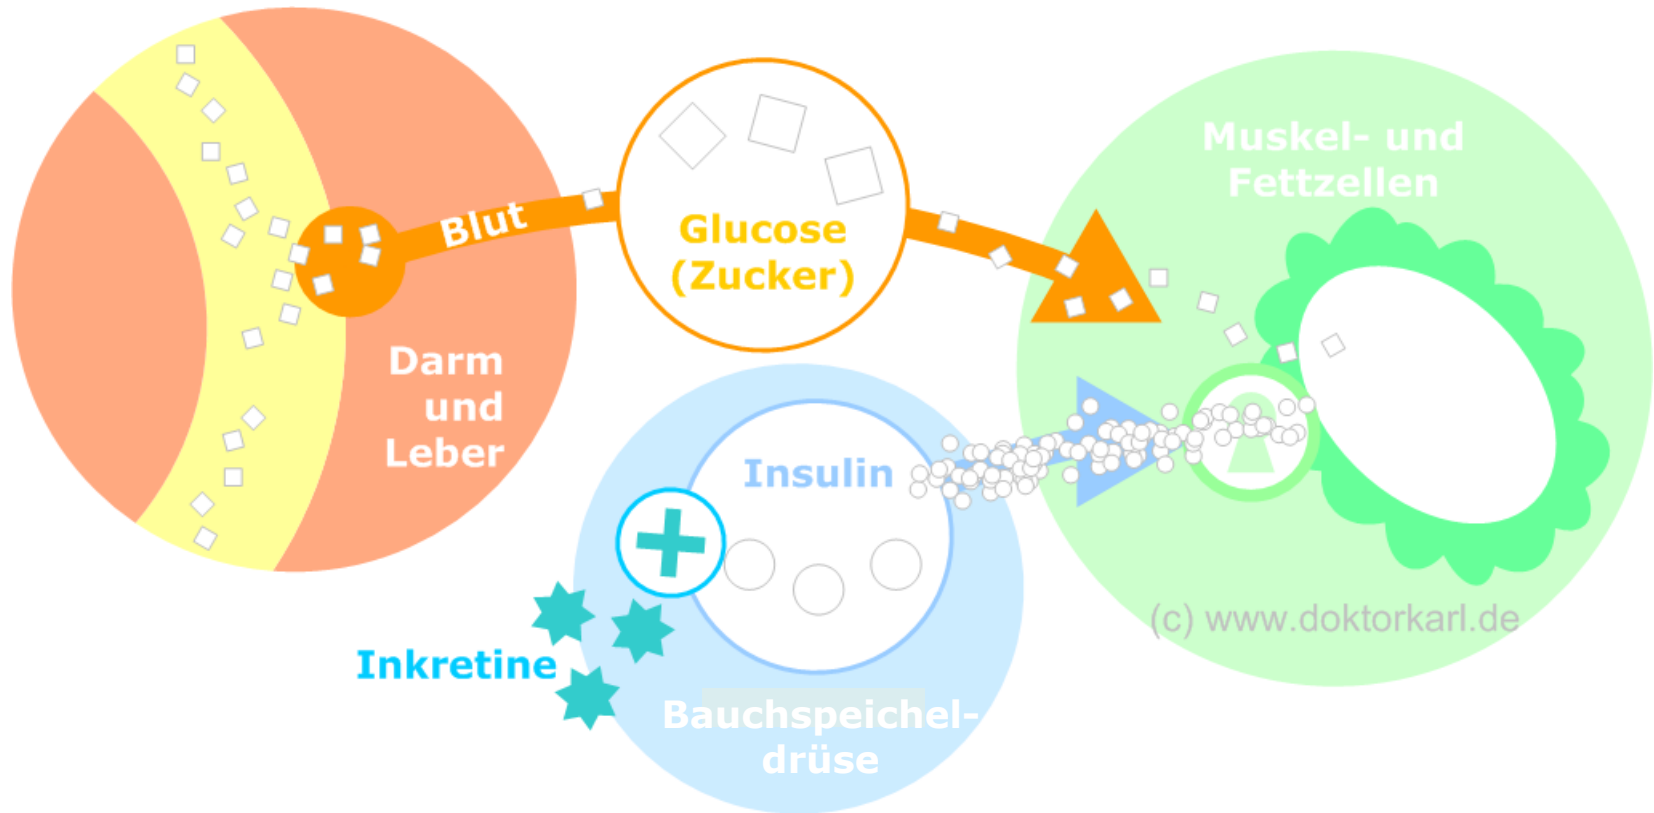 Blut
Glucose
(Zucker)
Muskel- und
Fettzellen
Darm
und
Leber
Insulin
Inkretine
Bauchspeichel-
drüse
(c) www.doktorkarl.de